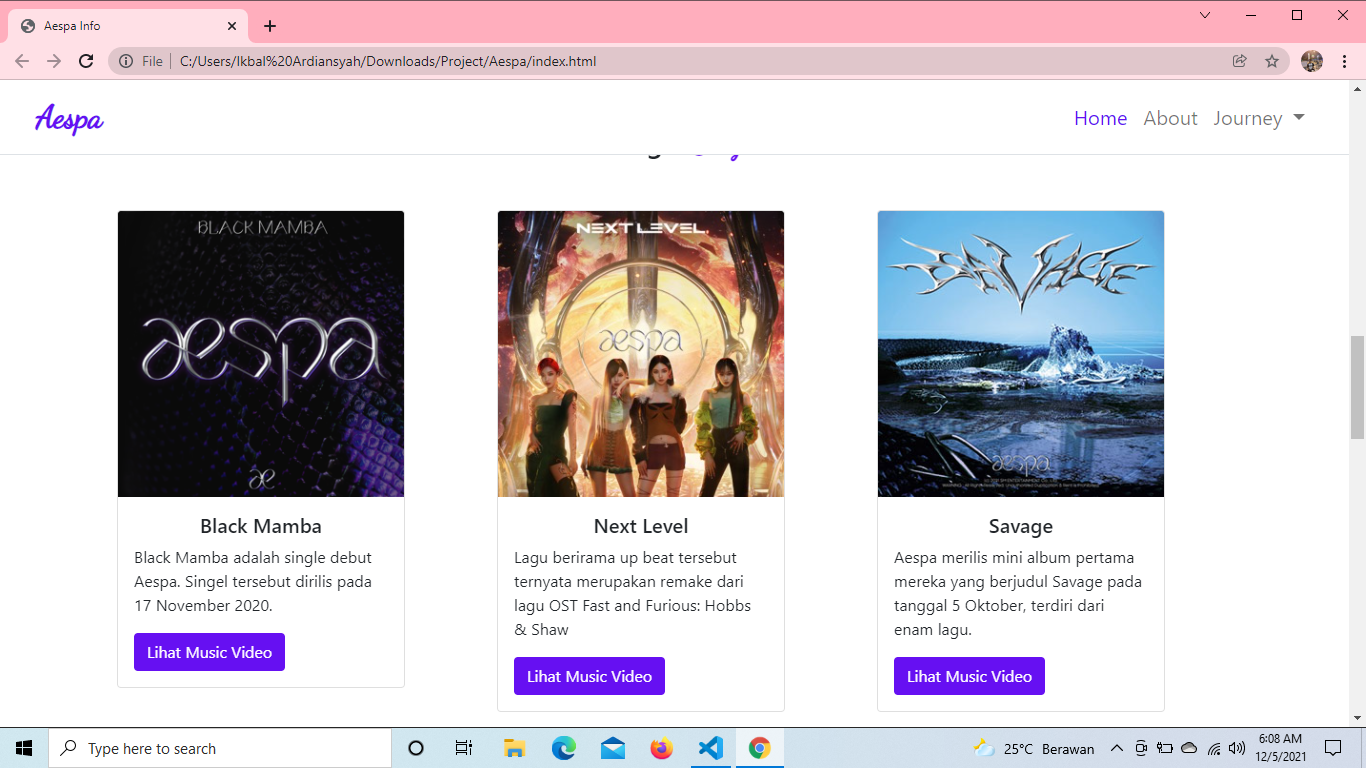 Aespa Info
File
C:/Users/Ikbal%20Ardiansyah/Downloads/Project/Aespa/index.html
Aespa
Home About Journey
BLACK MAMBA
aespa
æ
NEXT LEVEL
aespa
SAVAGE
aespa
Black Mamba
Black Mamba adalah single debut
Aespa. Singel tersebut dirilis pada
17 November 2020.
Lihat Music Video
Next Level
Lagu berirama up beat tersebut
ternyata merupakan remake dari
lagu OST Fast and Furious: Hobbs
& Shaw
Lihat Music Video
Savage
Aespa merilis mini album pertama
mereka yang berjudul Savage pada
tanggal 5 Oktober, terdiri dari
enam lagu.
Lihat Music Video
Type here to search
25°C Berawan
6:08 AM
12/5/2021